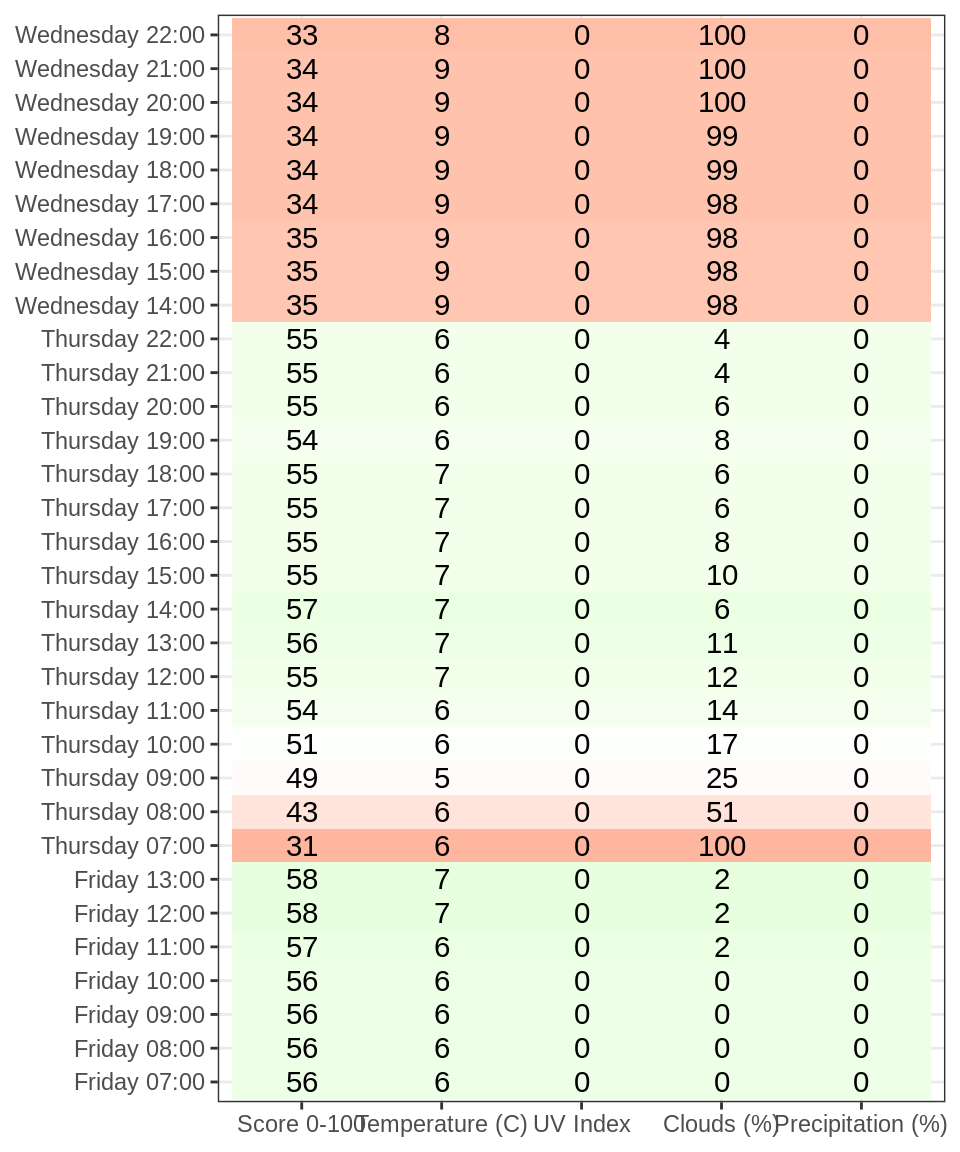 Wednesday 22:00 33 8 0 100 0
Wednesday 21:00 34 9 0 100 0
Wednesday 20:00 34 9 0 100 0
Wednesday 19:00 34 9 0 99 0
Wednesday 18:00 34 9 0 99 0
Wednesday 17:00 34 9 0 98 0
Wednesday 16:00 35 9 0 98 0
Wednesday 15:00 35 9 0 98 0
Wednesday 14:00 35 9 0 98 0
Thursday 22:00 55 6 0 4 0
Thursday 21:00 55 6 0 4 0
Thursday 20:00 55 6 0 6 0
Thursday 19:00 54 6 0 8 0
Thursday 18:00 55 7 0 6 0
Thursday 17:00 55 7 0 6 0
Thursday 16:00 55 7 0 8 0
Thursday 15:00 55 7 0 10 0
Thursday 14:00 57 7 0 6 0
Thursday 13:00 56 7 0 11 0
Thursday 12:00 55 7 0 12 0
Thursday 11:00 54 6 0 14 0
Thursday 10:00 51 6 0 17 0
Thursday 09:00 49 5 0 25 0
Thursday 08:00 43 6 0 51 0
Thursday 07:00 31 6 0 100 0
Friday 13:00 58 7 0 2 0
Friday 12:00 58 7 0 2 0
Friday 11:00 57 6 0 2 0
Friday 10:00 56 6 0 0 0
Friday 09:00 56 6 0 0 0
Friday 08:00 56 6 0 0 0
Friday 07:00 56 6 0 0 0
Score 0-100 Temperature (C) UV Index Clouds (%) Precipitation (%)